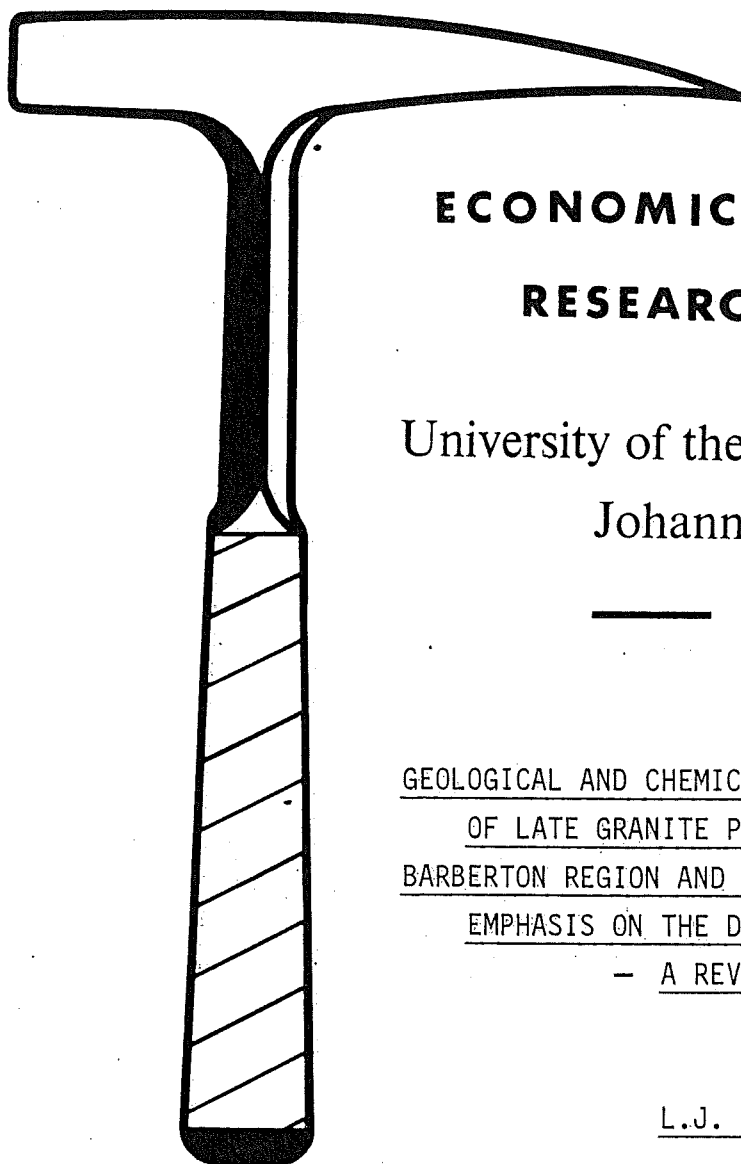 ECONOMIC
RESEARC
University of the
Johann
GEOLOGICAL AND CHEMIC
OF LATE GRANITE P
BARBERTON REGION AND
EMPHASIS ON THE D
— A REV
L.J.